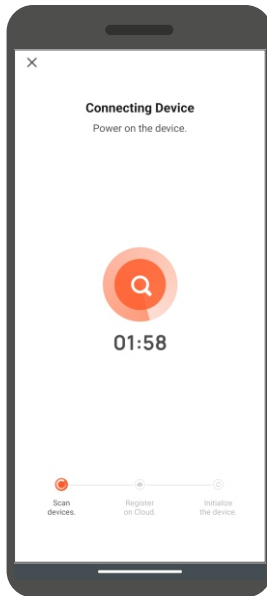 Connecting Device
Power on the device.
01:58
Scan
devices.
Register
on Cloud.
Initialize
the device.